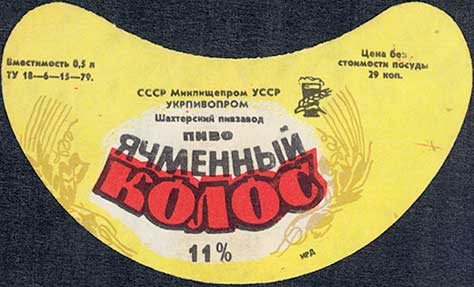 Вместимость 0,5 л
ТУ 18—6—15—79.
Цена без
стоимости посуды
29 коп.
СССР Минпищепром УССР
УКРПИВОПРОМ
Шахтерский пивзавод
ПИВО
ЯЧМЕННЫЙ
КОЛОС
11%